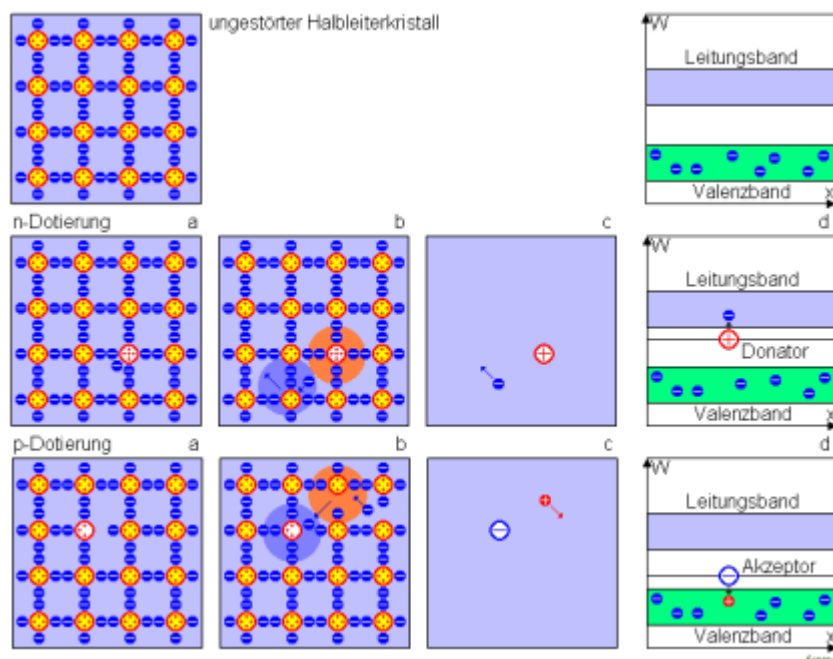 ungestörter Halbleiterkristall
W
Leitungsband
Valenzband
x
n-Dotierung a b c d
W
Leitungsband
Donator
Valenzband
x
p-Dotierung a b c d
W
Leitungsband
Akzeptor
Valenzband
x